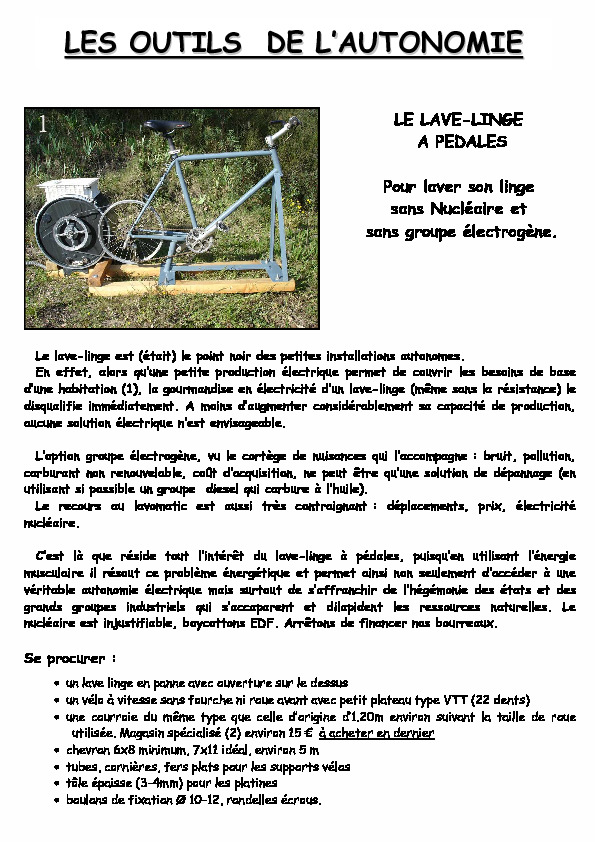 LES OUTILS DE L'AUTONOMIE
1
LE LAVE-LINGE
A PEDALES
Pour laver son linge
sans Nucléaire et
sans groupe électrogène.
Le lave-linge est (était) le point noir des petites installations autonomes.
En effet, alors qu'une petite production électrique permet de couvrir les besoins de base
d'une habitation (1), la gourmandise en électricité d'un lave-linge (même sans la résistance) le
disqualifie immédiatement. A moins d'augmenter considérablement sa capacité de production,
aucune solution électrique n'est envisageable.
L'option groupe électrogène, vu le cortège de nuisances qui l'accompagne : bruit, pollution,
carburant non renouvelable, coût d'acquisition, ne peut être qu'une solution de dépannage (en
utilisant si possible un groupe diesel qui carbure à l'huile).
Le recours au lavomatic est aussi très contraignant : déplacements, prix, électricité
nucléaire.
C'est là que réside tout l'intérêt du lave-linge à pédales, puisqu'en utilisant l'énergie
musculaire il résout ce problème énergétique et permet ainsi non seulement d'accéder à une
véritable autonomie électrique mais surtout de s'affranchir de l'hégémonie des états et des
grands groupes industriels qui s'accaparent et dilapident les ressources naturelles. Le
nucléaire est injustifiable, boycottons EDF. Arrêtons de financer nos bourreaux.
Se procurer :
• un lave linge en panne avec ouverture sur le dessus
• un vélo à vitesse sans fourche ni roue avant avec petit plateau type VTT (22 dents)
• une courroie du même type que celle d'origine d'1.20m environ suivant la taille de roue
utilisée. Magasin spécialisé (2) environ 15 € à acheter en dernier
• chevron 6x8 minimum, 7x11 idéal, environ 5 m
• tubes, cornières, fers plats pour les supports vélos
• tôle épaisse (3-4mm) pour les platines
• boulons de fixation Ø 10-12, rondelles écrous.